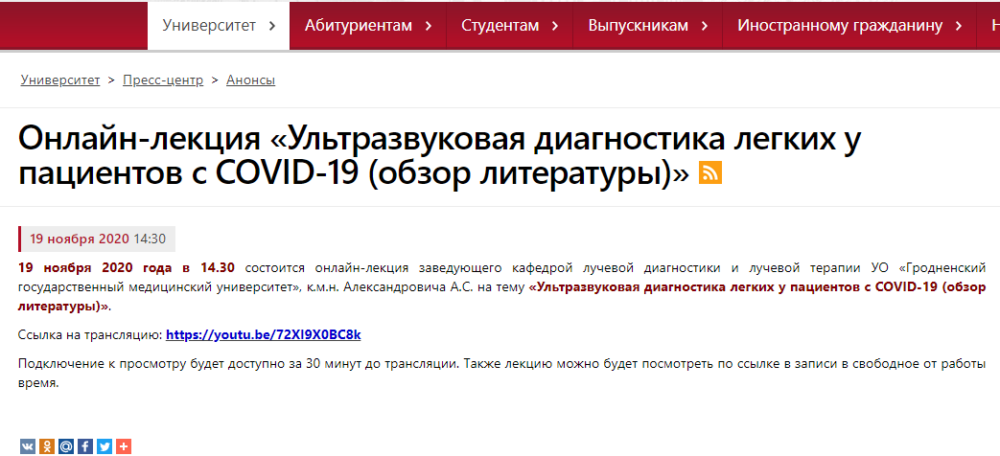 Университет > Абитуриентам > Студентам > Выпускникам > Иностранному гражданину > Н
Университет > Пресс-центр > Анонсы
Онлайн-лекция «Ультразвуковая диагностика легких у
пациентов с COVID-19 (обзор литературы)»
19 ноября 2020 14:30
19 ноября 2020 года в 14.30 состоится онлайн-лекция заведующего кафедрой лучевой диагностики и лучевой терапии УО «Гродненский
государственный медицинский университет», к.м.н. Александровича А.С. на тему «Ультразвуковая диагностика легких у пациентов с COVID-19 (обзор
литературы)».
Ссылка на трансляцию: https://youtu.be/72XI9X0BC8k
Подключение к просмотру будет доступно за 30 минут до трансляции. Также лекцию можно будет посмотреть по ссылке в записи в свободное от работы
время.